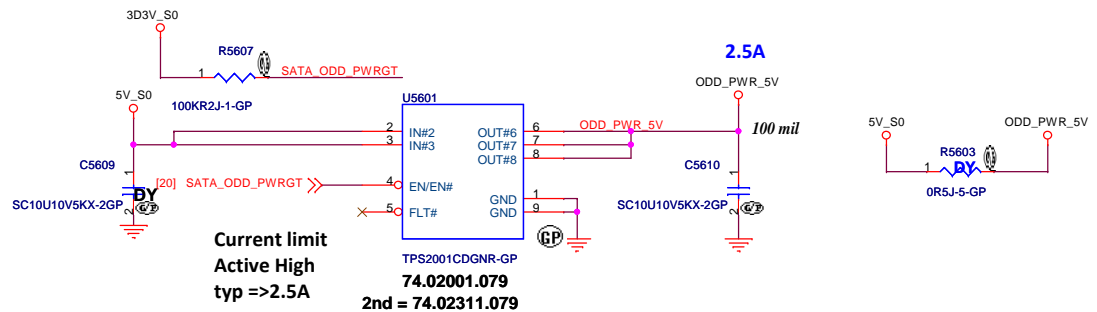 3D3V_S0
R5607
1
SATA_ODD_PWRGT
100KR2J-1-GP
5V_S0
C5609
1
2
DY
SC10U10V5KX-2GP
[20] SATA_ODD_PWRGT
U5601
2 IN#2
3 IN#3
4 EN/EN#
5 FLT#
OUT#6 6
OUT#7 7
OUT#8 8
GND 1
GND 9
GP
TPS2001CDGNR-GP
74.02001.079
2nd = 74.02311.079
Current limit
Active High
typ =>2.5A
ODD_PWR_5V
2.5A
ODD_PWR_5V
100 mil
C5610
1
2
SC10U10V5KX-2GP
5V_S0
ODD_PWR_5V
R5603
1
DY
0R5J-5-GP